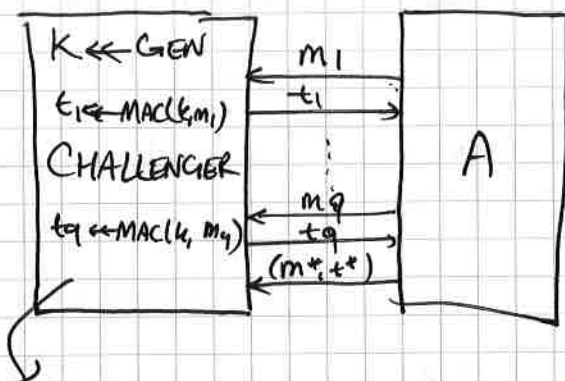 K ↞ GEN
m1
t1 ↞ MAC(k,m1)
t1
CHALLENGER
A
mq
tq ↞ MAC(k, mq)
tq
(m*, t*)